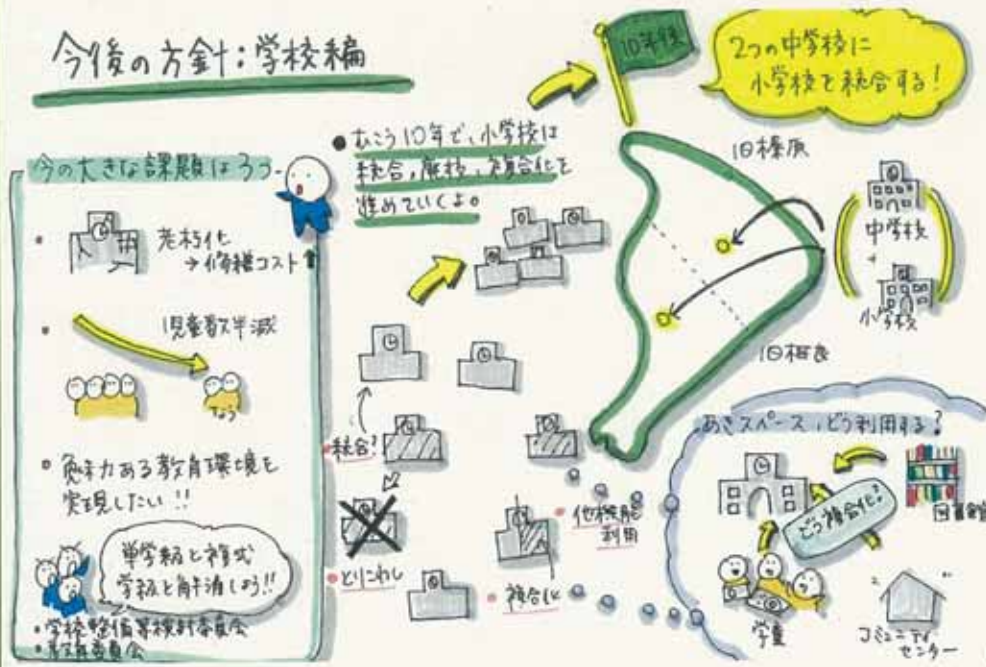 今後の方針：学校編
今の大きな課題は3つ
老朽化
→修繕コスト⬆
児童数半減
なう
魅力ある教育環境を
実現したい！！
単学級と複式
学級を解消しよう！！
・学校整備等検討委員会
・教育委員会
●むこう10年で、小学校は
統合、廃校、複合化を
進めていくよ。
統合？
とりこわし
他機能
利用
複合化
10年後
2つの中学校に
小学校を統合する！
旧榛原
旧相良
中学校
+
小学校
あきスペース、どう利用する？
どう複合化？
図書館
学童
コミュニティ
センター